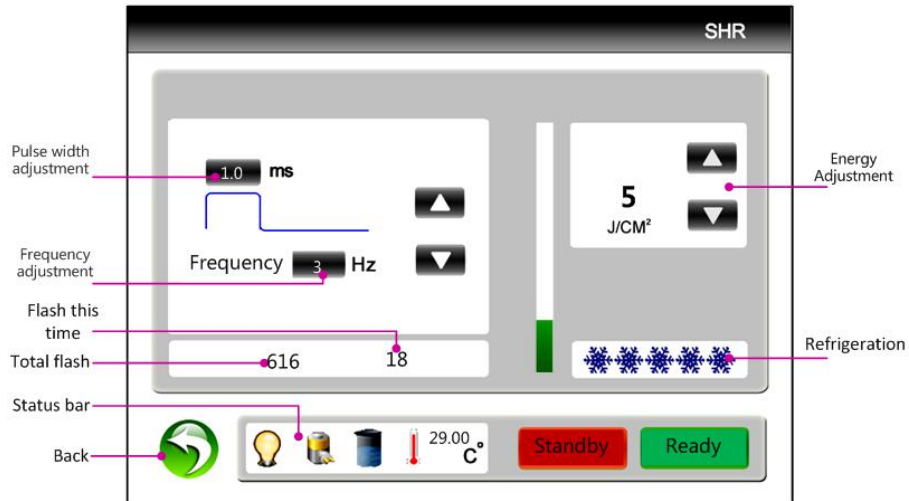 SHR
Pulse width
adjustment
1.0 ms
Energy
Adjustment
5
J/CM²
Frequency
adjustment
Frequency 3 Hz
Flash this
time
Total flash
616 18
Refrigeration
Status bar
Back
29.00
C°
Standby
Ready